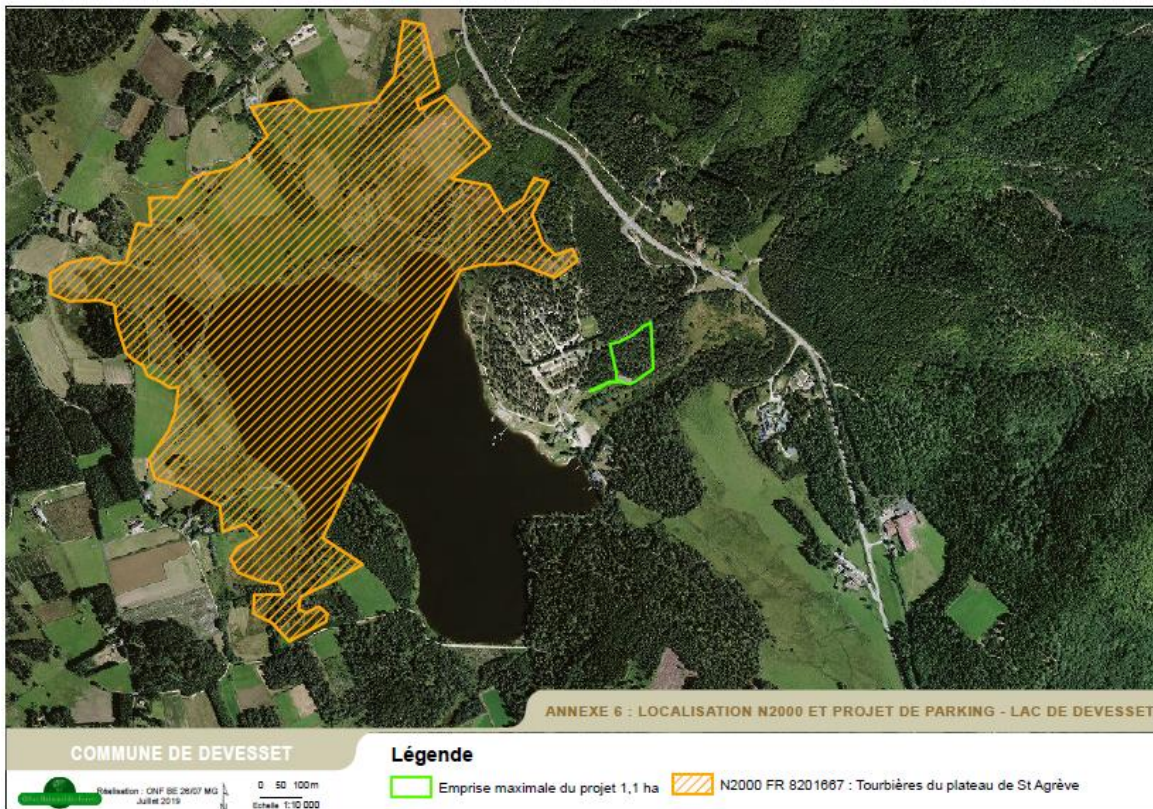 ANNEXE 6 : LOCALISATION N2000 ET PROJET DE PARKING - LAC DE DEVESSET
COMMUNE DE DEVESSET
Réalisation : ONF BE 26/07 MG
Juillet 2019
N
0 50 100m
Echelle 1:10 000
Légende
Emprise maximale du projet 1,1 ha
N2000 FR 8201667 : Tourbières du plateau de St Agrève